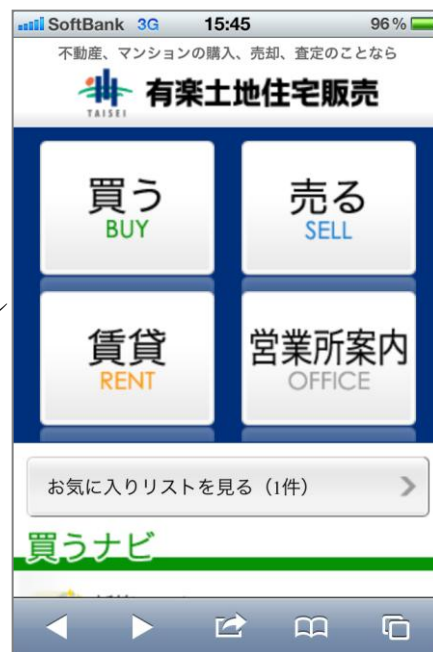 SoftBank 3G 15:45 96%
不動産、マンションの購入、売却、査定のことなら
TAISEI
有楽土地住宅販売
買う 売る
BUY SELL
賃貸 営業所案内
RENT OFFICE
お気に入りリストを見る（1件）
買うナビ